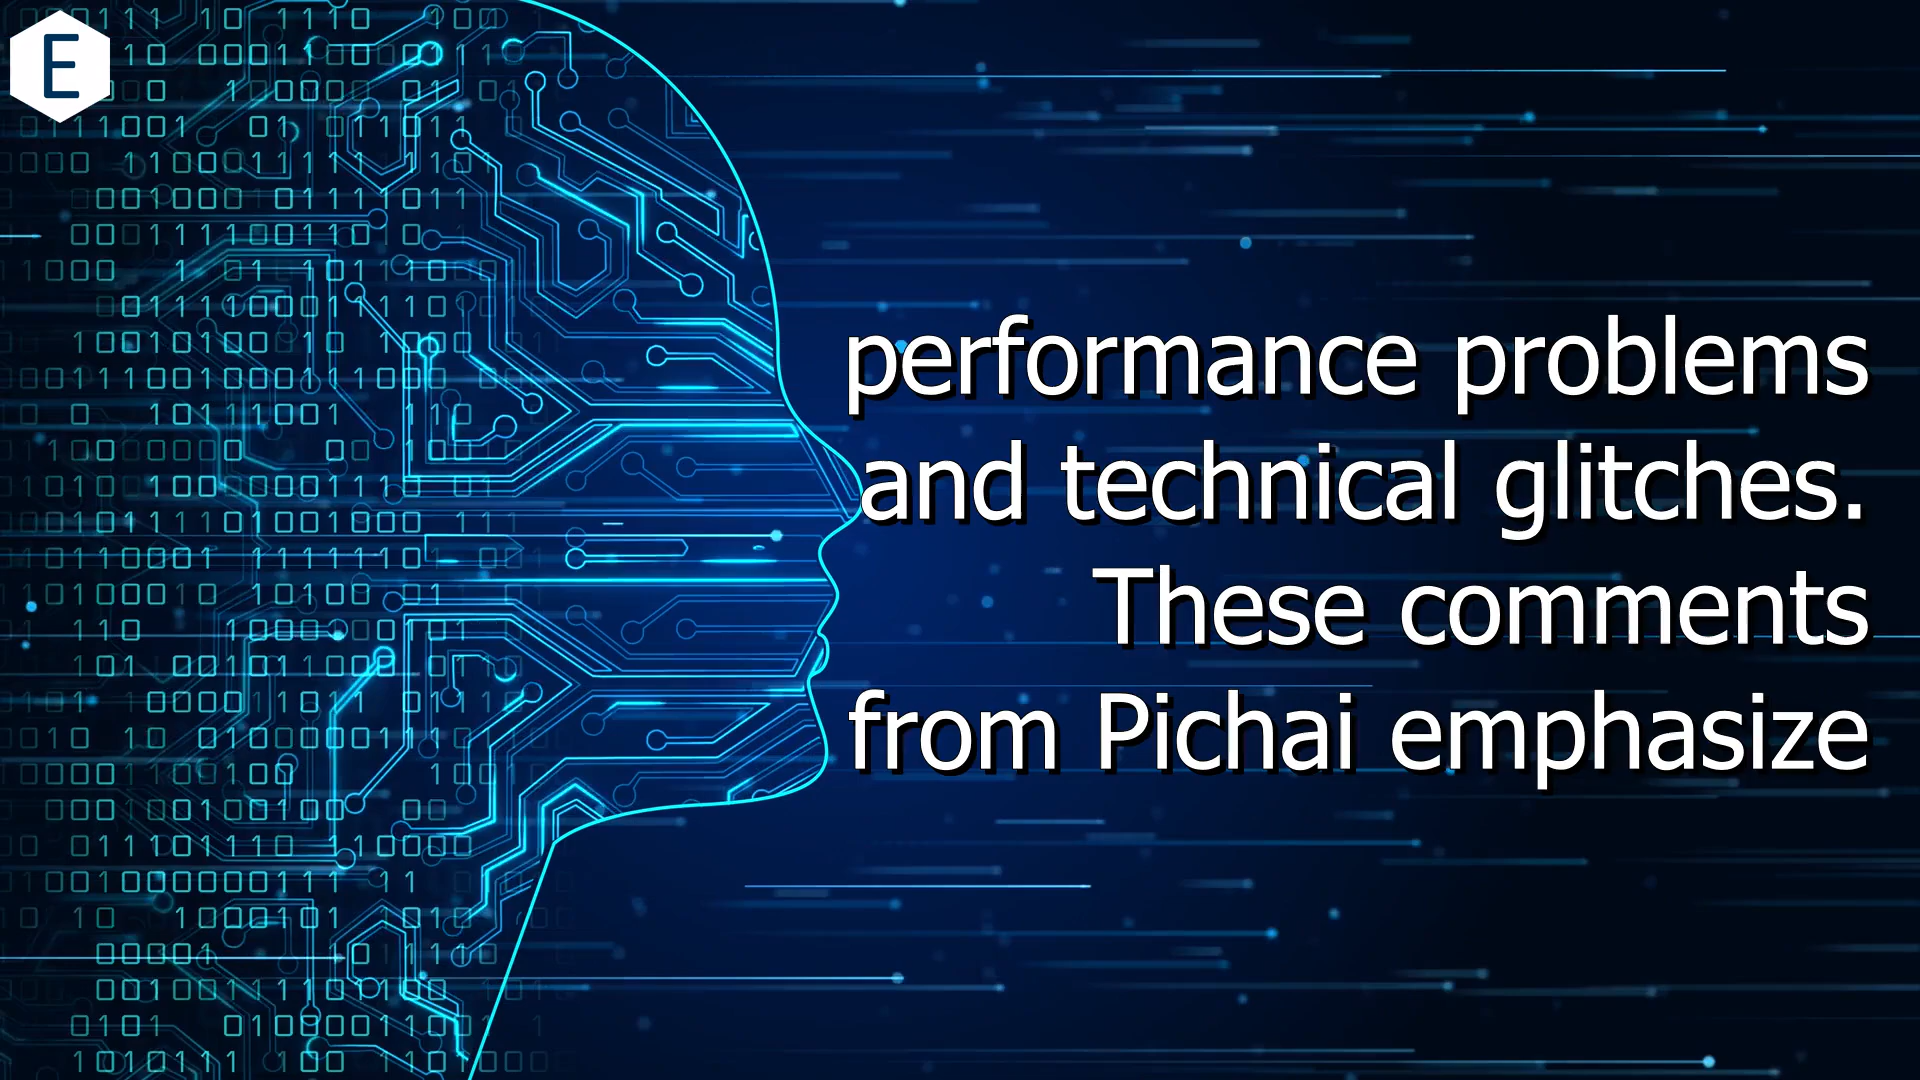 E
performance problems
and technical glitches.
These comments
from Pichai emphasize